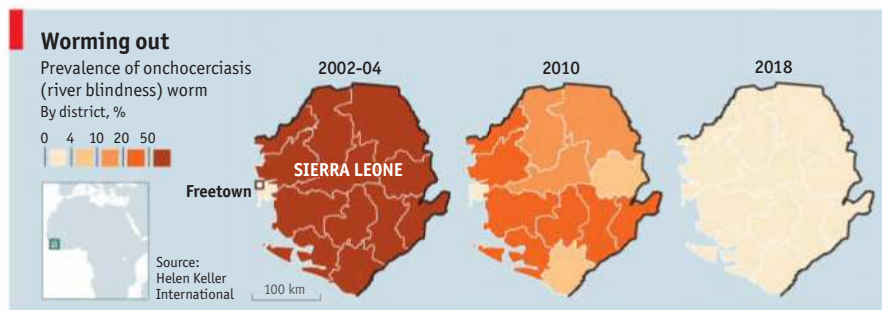 Worming out
Prevalence of onchocerciasis
(river blindness) worm
By district, %
0 4 10 20 50
2002-04
2010
2018
SIERRA LEONE
Freetown
Source:
Helen Keller
International
100 km